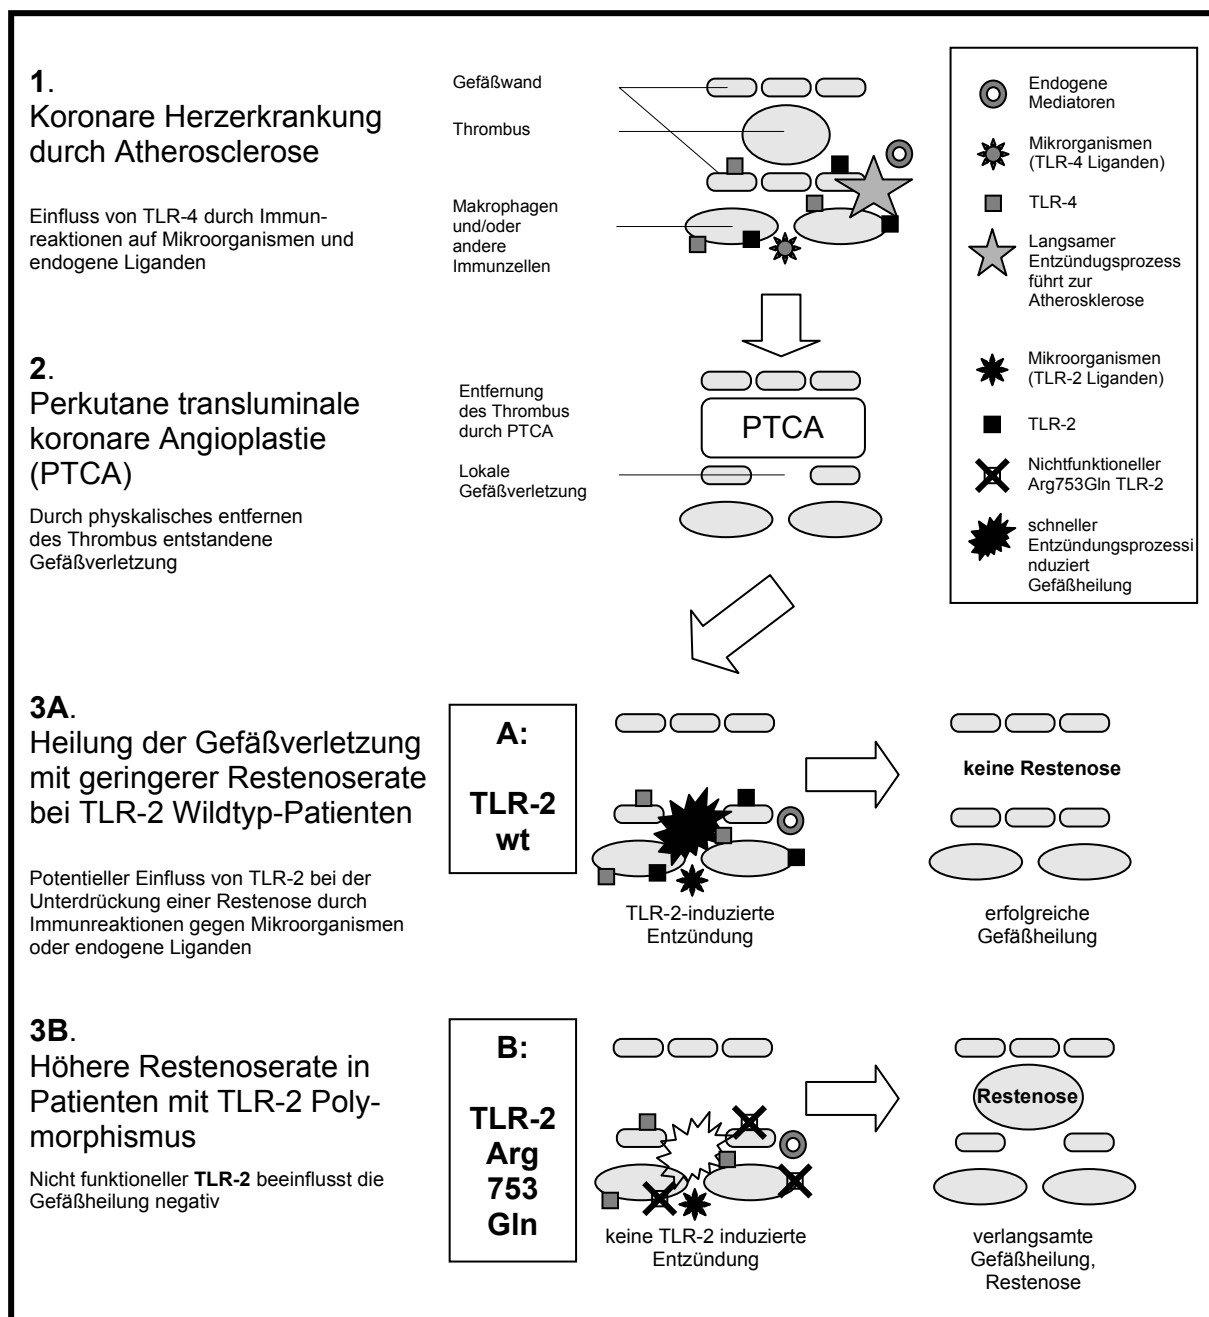 1.
Koronare Herzerkrankung
durch Atherosclerose
Einfluss von TLR-4 durch Immun-
reaktionen auf Mikroorganismen und
endogene Liganden
Gefäßwand
Thrombus
Makrophagen
und/oder
andere
Immunzellen
Endogene
Mediatoren
Mikrorganismen
(TLR-4 Liganden)
TLR-4
Langsamer
Entzündugsprozess
führt zur
Atherosklerose
Mikroorganismen
(TLR-2 Liganden)
TLR-2
Nichtfunktioneller
Arg753Gln TLR-2
schneller
Entzündungsprozessi
nduziert
Gefäßheilung
2.
Perkutane transluminale
koronare Angioplastie
(PTCA)
Durch physkalisches entfernen
des Thrombus entstandene
Gefäßverletzung
Entfernung
des Thrombus
durch PTCA
PTCA
Lokale
Gefäßverletzung
3A.
Heilung der Gefäßverletzung
mit geringerer Restenoserate
bei TLR-2 Wildtyp-Patienten
Potentieller Einfluss von TLR-2 bei der
Unterdrückung einer Restenose durch
Immunreaktionen gegen Mikroorganismen
oder endogene Liganden
A:
TLR-2
wt
TLR-2-induzierte
Entzündung
keine Restenose
erfolgreiche
Gefäßheilung
3B.
Höhere Restenoserate in
Patienten mit TLR-2 Poly-
morphismus
Nicht funktioneller TLR-2 beeinflusst die
Gefäßheilung negativ
B:
TLR-2
Arg
753
Gln
keine TLR-2 induzierte
Entzündung
Restenose
verlangsamte
Gefäßheilung,
Restenose